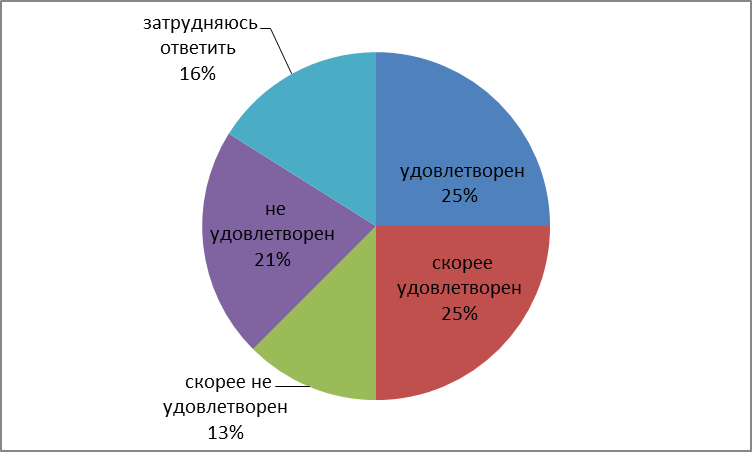 затрудняюсь
ответить
16%
удовлетворен
25%
не
удовлетворен
21%
скорее
удовлетворен
25%
скорее не
удовлетворен
13%